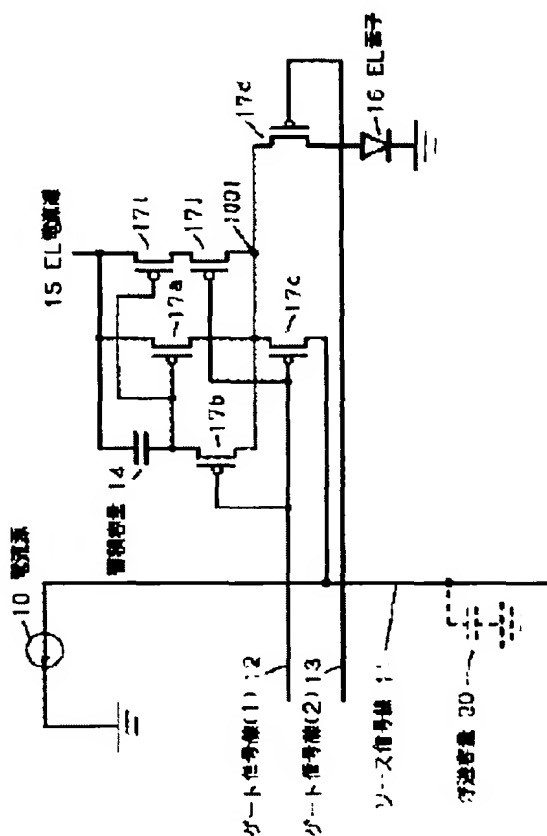 10 電流源
蓄積容量 14
15 EL電流源
17i
17j
17a
17b
1001
17c
17d
16 EL素子
ゲート信号線(1) 12
ゲート信号線(2) 13
ソース信号線 11
浮遊容量